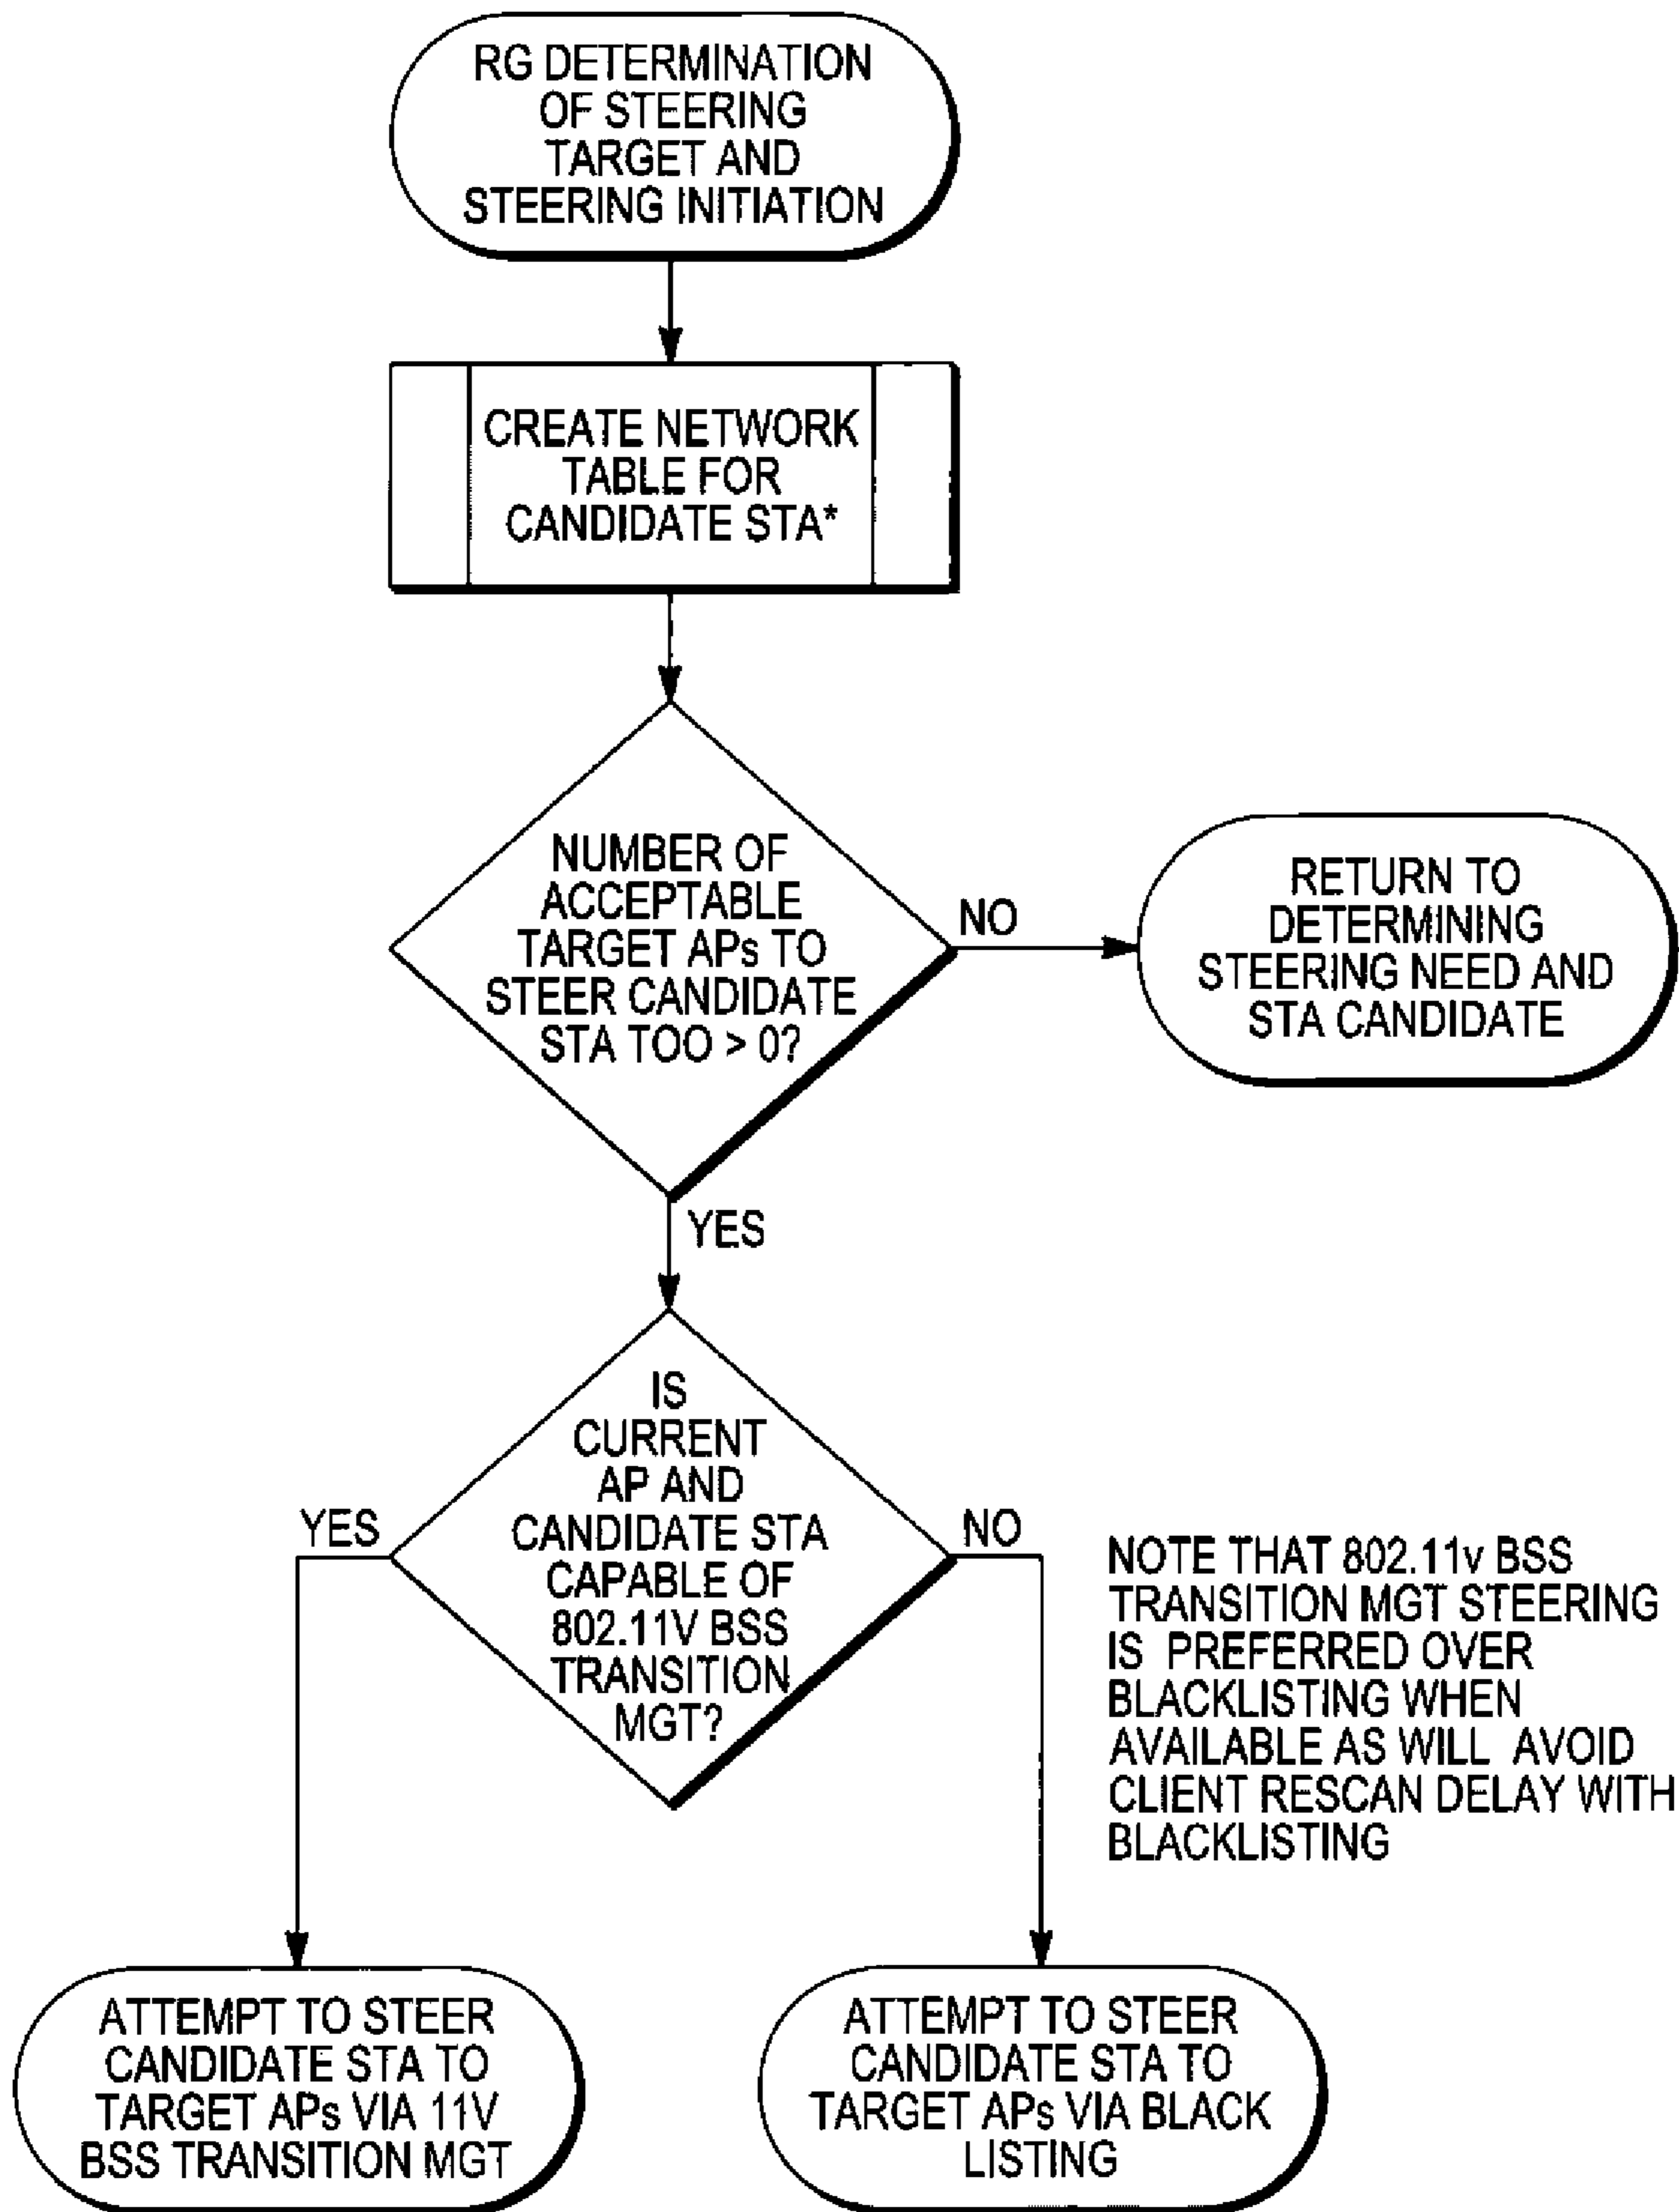 RG DETERMINATION
OF STEERING
TARGET AND
STEERING INITIATION
CREATE NETWORK
TABLE FOR
CANDIDATE STA*
NUMBER OF
ACCEPTABLE
TARGET APs TO
STEER CANDIDATE
STA TOO > 0?
NO
RETURN TO
DETERMINING
STEERING NEED AND
STA CANDIDATE
YES
IS
CURRENT
AP AND
CANDIDATE STA
CAPABLE OF
802.11V BSS
TRANSITION
MGT?
YES
NO
NOTE THAT 802.11v BSS
TRANSITION MGT STEERING
IS PREFERRED OVER
BLACKLISTING WHEN
AVAILABLE AS WILL AVOID
CLIENT RESCAN DELAY WITH
BLACKLISTING
ATTEMPT TO STEER
CANDIDATE STA TO
TARGET APs VIA 11V
BSS TRANSITION MGT
ATTEMPT TO STEER
CANDIDATE STA TO
TARGET APs VIA BLACK
LISTING